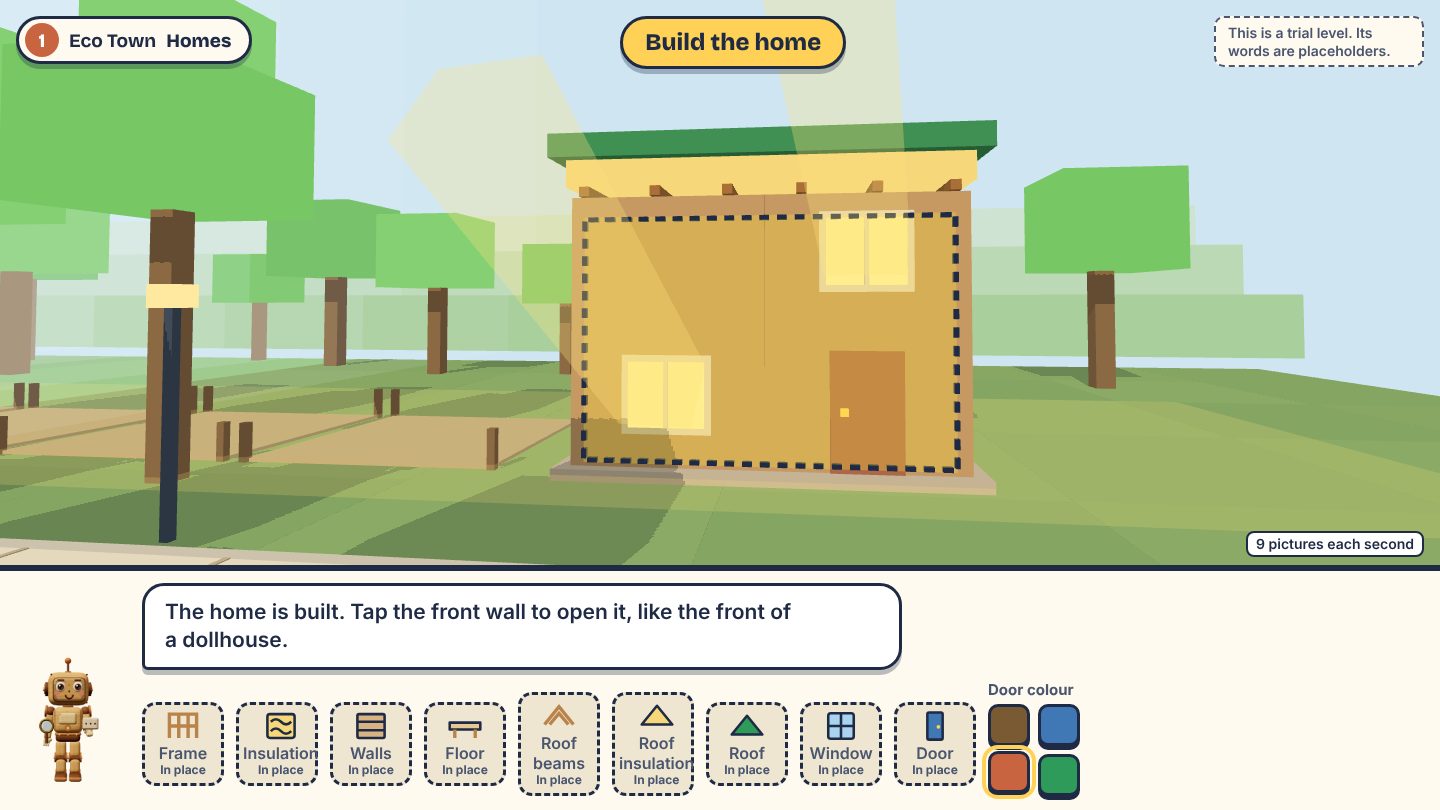 1 Eco Town Homes
Build the home
This is a trial level. Its
words are placeholders.
9 pictures each second
The home is built. Tap the front wall to open it, like the front of
a dollhouse.
Frame
In place
Insulation
In place
Walls
In place
Floor
In place
Roof
beams
In place
Roof
insulation
In place
Roof
In place
Window
In place
Door
In place
Door colour